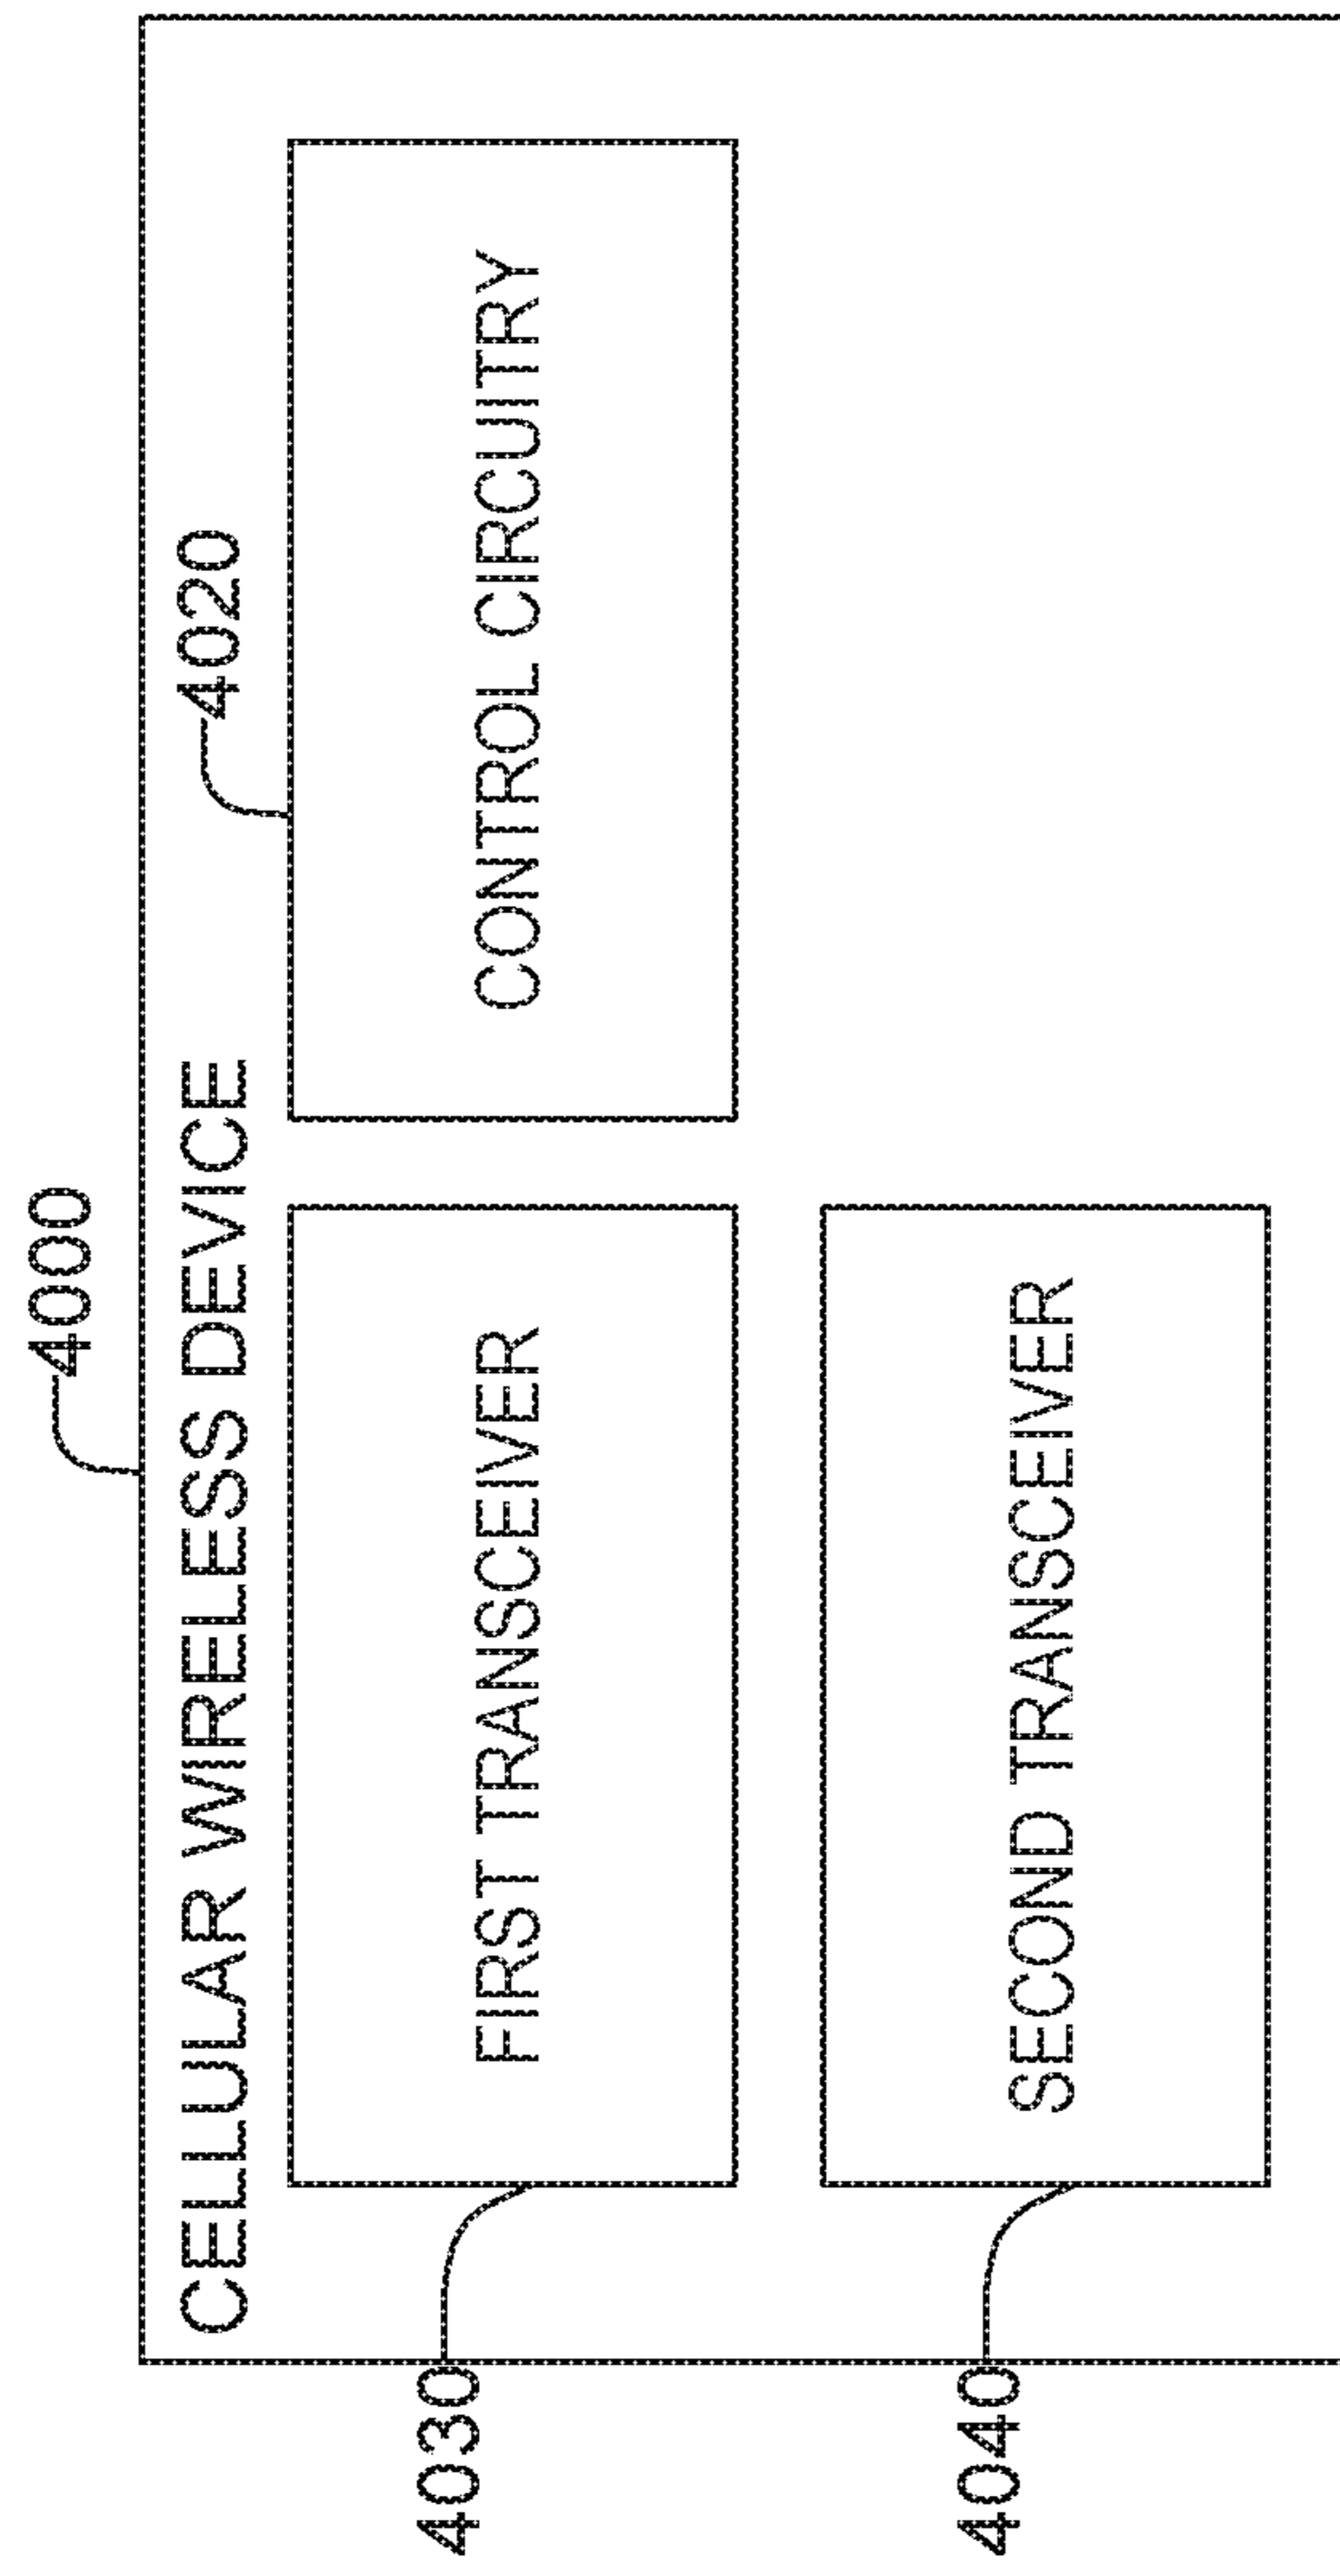 4000
CELLULAR WIRELESS DEVICE
4020
4030
FIRST TRANSCEIVER
CONTROL CIRCUITRY
4040
SECOND TRANSCEIVER